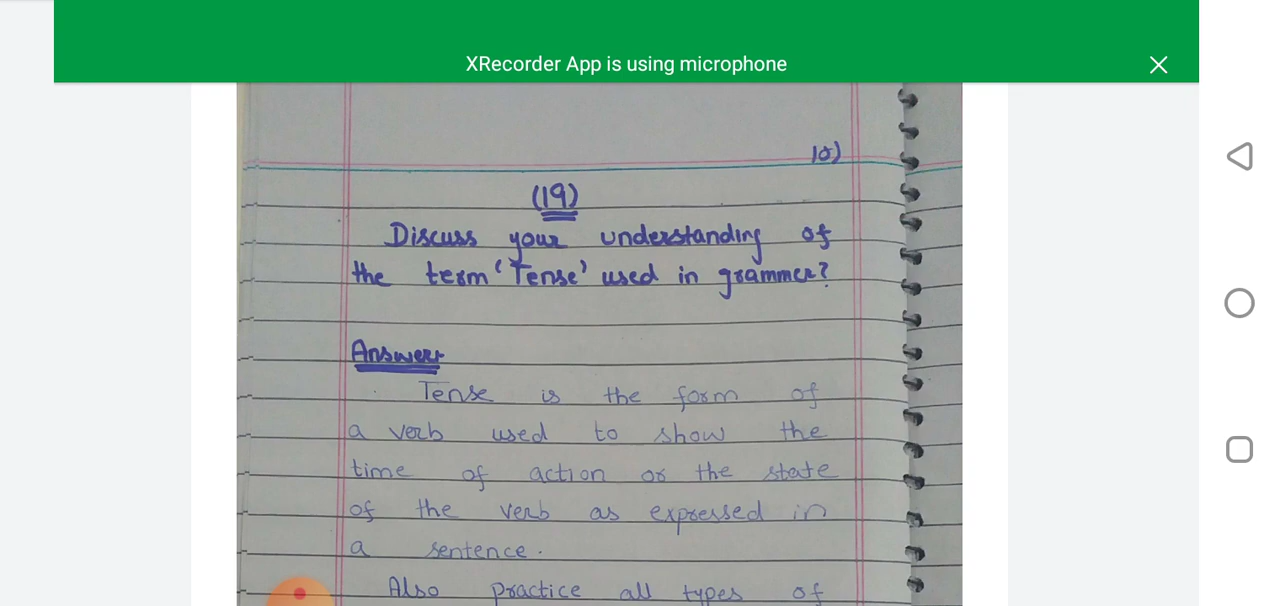 XRecorder App is using microphone
10)
(19)
Discuss your understanding of
the term 'Tense' used in grammer?
Answer
Tense is the form of
a verb used to show the
time of action or the state
of the verb as expressed in
a sentence.
Also practice all types of